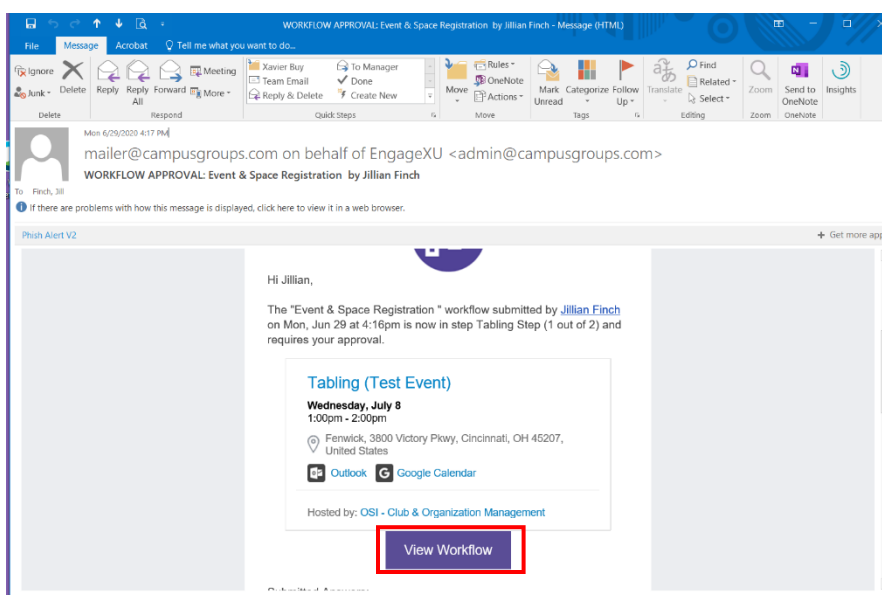 WORKFLOW APPROVAL: Event & Space Registration by Jillian Finch - Message (HTML)
File Message Acrobat Tell me what you want to do...
Ignore
Junk
Delete
Reply
Reply All
Forward
Meeting
More
Xavier Buy
Team Email
Reply & Delete
To Manager
Done
Create New
Move
Rules
OneNote
Actions
Mark Unread
Categorize
Follow Up
Translate
Find
Related
Select
Zoom
Send to OneNote
Insights
Delete Respond Quick Steps Move Tags Editing Zoom OneNote
Mon 6/29/2020 4:17 PM
mailer@campusgroups.com on behalf of EngageXU <admin@campusgroups.com>
WORKFLOW APPROVAL: Event & Space Registration by Jillian Finch
To Finch, Jill
If there are problems with how this message is displayed, click here to view it in a web browser.
Phish Alert V2 + Get more app
Hi Jillian,
The "Event & Space Registration " workflow submitted by Jillian Finch
on Mon, Jun 29 at 4:16pm is now in step Tabling Step (1 out of 2) and
requires your approval.
Tabling (Test Event)
Wednesday, July 8
1:00pm - 2:00pm
Fenwick, 3800 Victory Pkwy, Cincinnati, OH 45207,
United States
Outlook G Google Calendar
Hosted by: OSI - Club & Organization Management
View Workflow